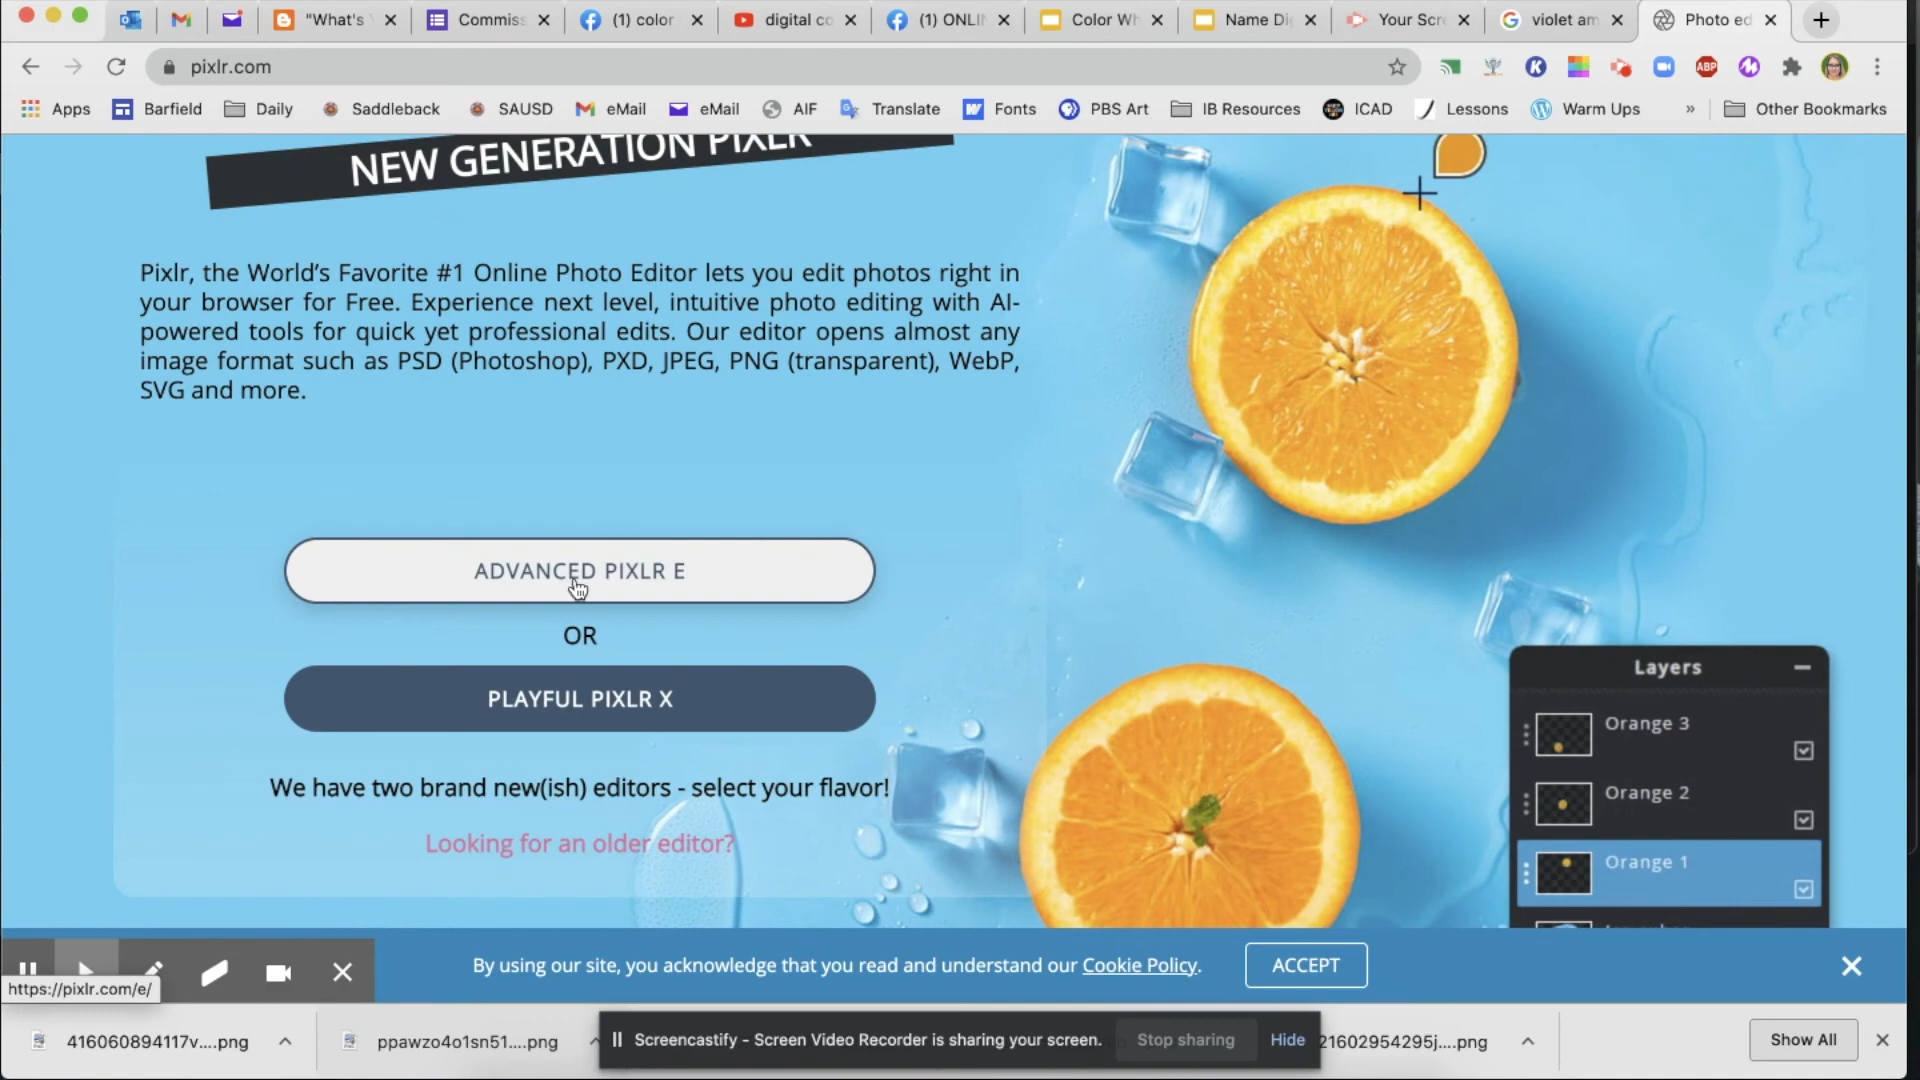 "What's
Commiss
(1) color
digital co
(1) ONLI
Color Wh
Name Di
Your Scr
violet am
Photo ed
pixlr.com
ABP
Apps
Barfield
Daily
Saddleback
SAUSD
eMail
eMail
AIF
Translate
Fonts
PBS Art
IB Resources
ICAD
Lessons
Warm Ups
»
Other Bookmarks
NEW GENERATION PIXLR
Pixlr, the World's Favorite #1 Online Photo Editor lets you edit photos right in
your browser for Free. Experience next level, intuitive photo editing with AI-
powered tools for quick yet professional edits. Our editor opens almost any
image format such as PSD (Photoshop), PXD, JPEG, PNG (transparent), WebP,
SVG and more.
ADVANCED PIXLR E
OR
PLAYFUL PIXLR X
We have two brand new(ish) editors - select your flavor!
Looking for an older editor?
Layers
Orange 3
Orange 2
Orange 1
By using our site, you acknowledge that you read and understand our Cookie Policy.
ACCEPT
https://pixlr.com/e/
416060894117v....png
ppawzo4o1sn51....png
Screencastify - Screen Video Recorder is sharing your screen.
Stop sharing
Hide
21602954295j....png
Show All